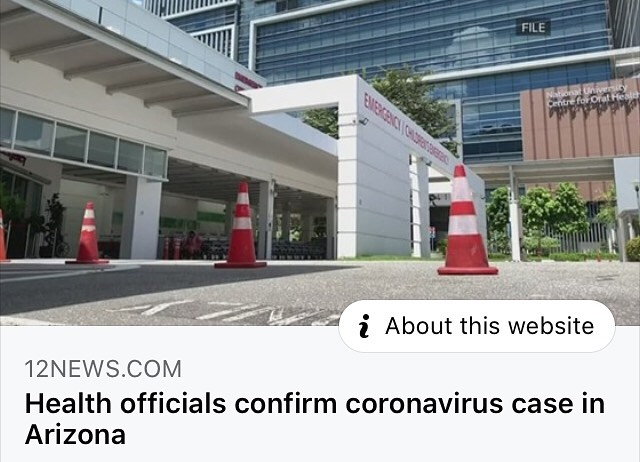 FILE
National University
Centre for Oral Health
EMERGENCY / CHILDREN'S EMERGENCY
i About this website
12NEWS.COM
Health officials confirm coronavirus case in
Arizona